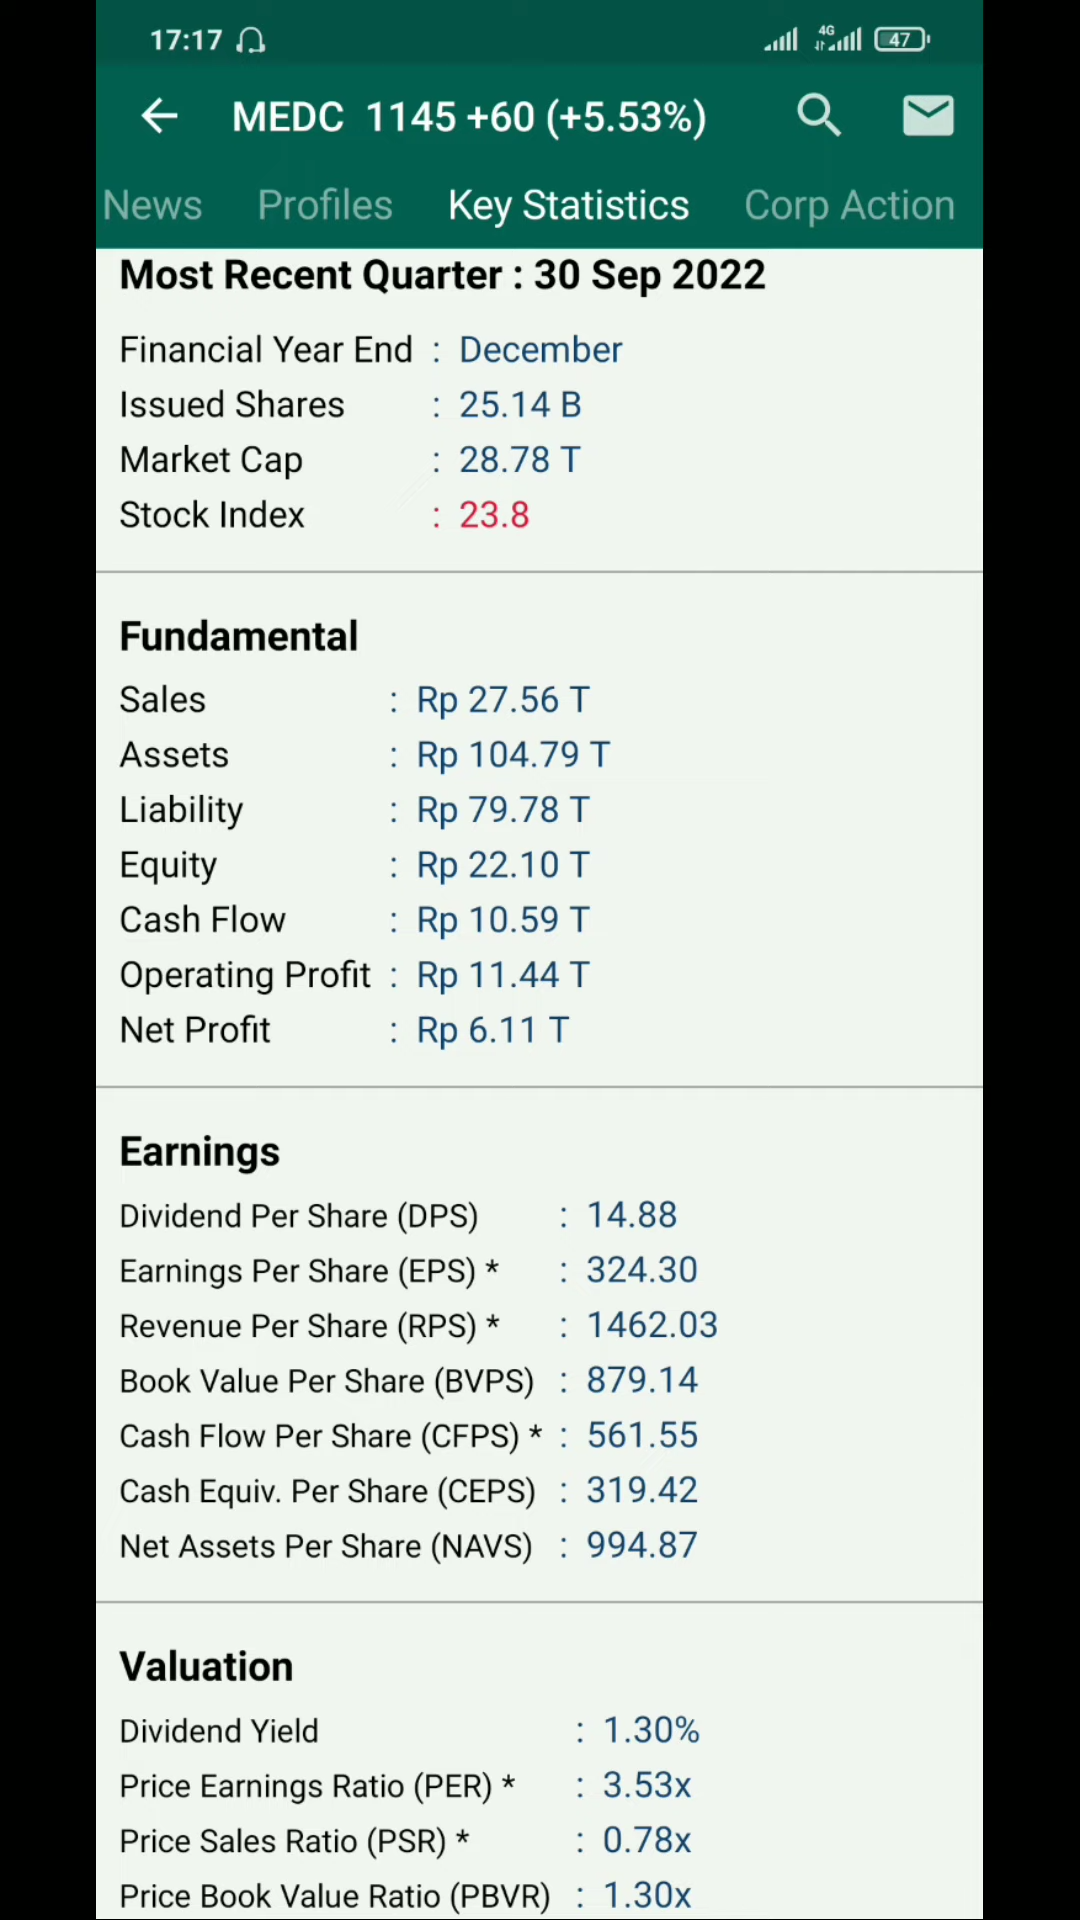 17:17 4G 47
MEDC 1145 +60 (+5.53%)
News Profiles Key Statistics Corp Action
Most Recent Quarter : 30 Sep 2022
Financial Year End : December
Issued Shares : 25.14 B
Market Cap : 28.78 T
Stock Index : 23.8
Fundamental
Sales : Rp 27.56 T
Assets : Rp 104.79 T
Liability : Rp 79.78 T
Equity : Rp 22.10 T
Cash Flow : Rp 10.59 T
Operating Profit : Rp 11.44 T
Net Profit : Rp 6.11 T
Earnings
Dividend Per Share (DPS) : 14.88
Earnings Per Share (EPS) * : 324.30
Revenue Per Share (RPS) * : 1462.03
Book Value Per Share (BVPS) : 879.14
Cash Flow Per Share (CFPS) * : 561.55
Cash Equiv. Per Share (CEPS) : 319.42
Net Assets Per Share (NAVS) : 994.87
Valuation
Dividend Yield : 1.30%
Price Earnings Ratio (PER) * : 3.53x
Price Sales Ratio (PSR) * : 0.78x
Price Book Value Ratio (PBVR) : 1.30x